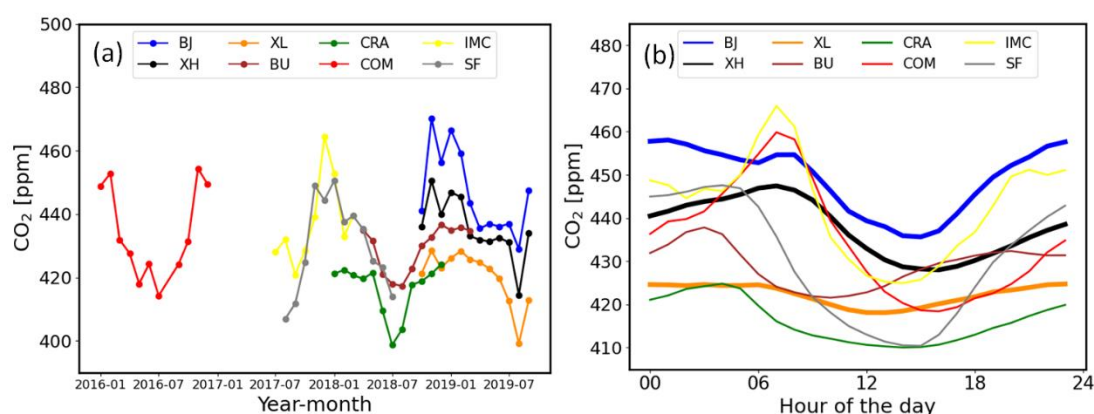 (a)
BJ XL CRA IMC
XH BU COM SF
500
480
460
440
420
400
CO₂ [ppm]
2016-01 2016-07 2017-01 2017-07 2018-01 2018-07 2019-01 2019-07
Year-month
(b)
BJ XL CRA IMC
XH BU COM SF
480
470
460
450
440
430
420
410
CO₂ [ppm]
00 06 12 18 24
Hour of the day